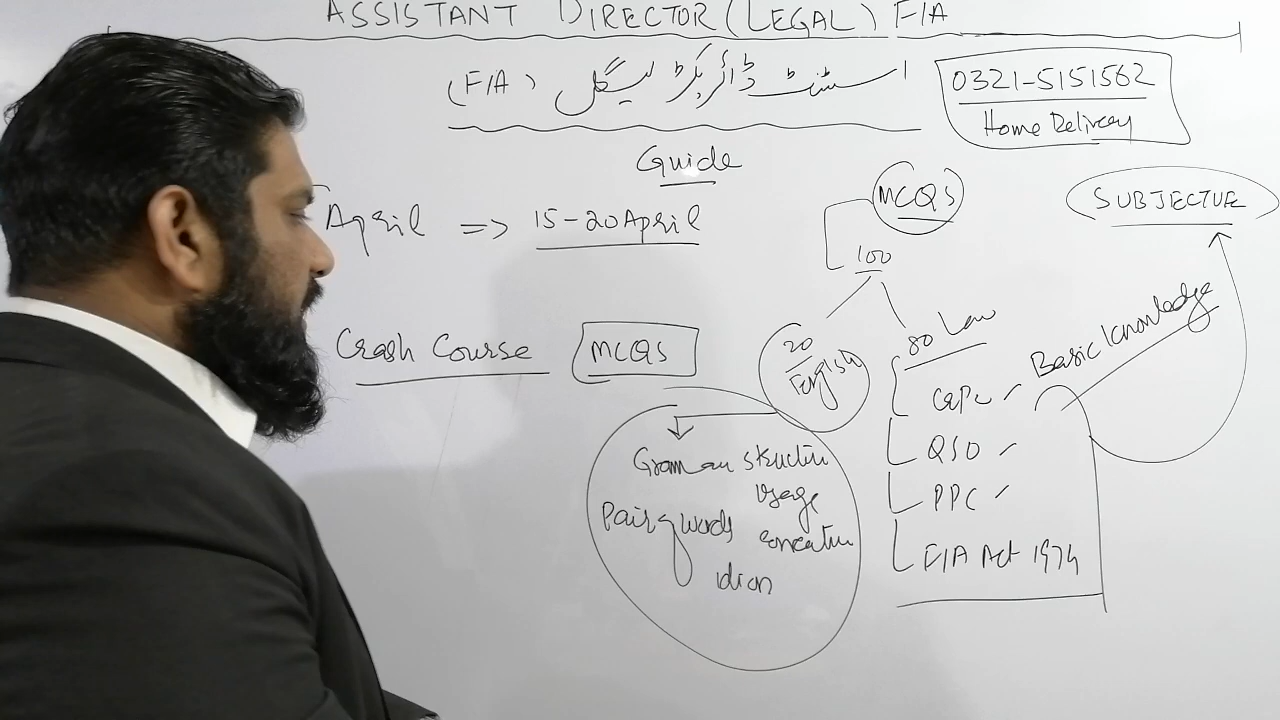 ASSISTANT DIRECTOR (LEGAL) FIA
اسسٹنٹ ڈائریکٹر لیگل (FIA)
0321-5151562
Home Delivery
Guide
April => 15-20 April
MCQS
100
SUBJECTIVE
Crash Course MCQS
20
English
80 Law
CRPC
QSO
PPC
FIA Act 1974
Basic knowledge
Grammar structure
Usage
Pair of words
idiom